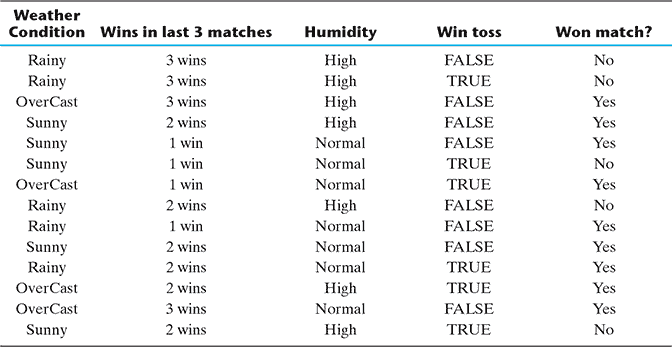 Weather
Condition Wins in last 3 matches Humidity Win toss Won match?
Rainy 3 wins High FALSE No
Rainy 3 wins High TRUE No
OverCast 3 wins High FALSE Yes
Sunny 2 wins High FALSE Yes
Sunny 1 win Normal FALSE Yes
Sunny 1 win Normal TRUE No
OverCast 1 win Normal TRUE Yes
Rainy 2 wins High FALSE No
Rainy 1 win Normal FALSE Yes
Sunny 2 wins Normal FALSE Yes
Rainy 2 wins Normal TRUE Yes
OverCast 2 wins High TRUE Yes
OverCast 3 wins Normal FALSE Yes
Sunny 2 wins High TRUE No